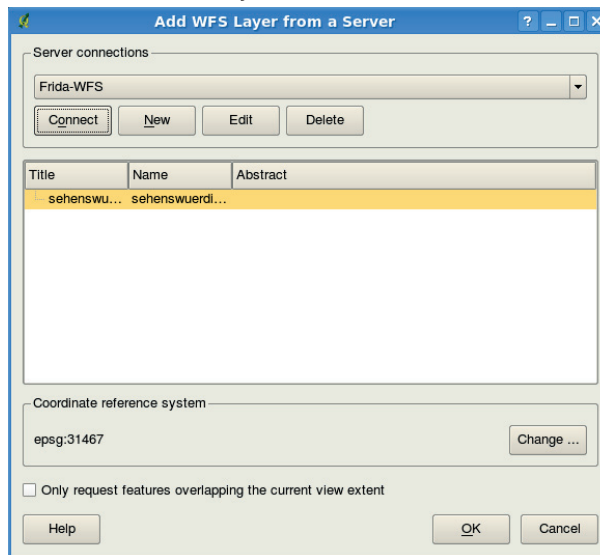 Add WFS Layer from a Server
Server connections
Frida-WFS
Connect New Edit Delete
Title Name Abstract
sehenswu... sehenswuerdi...
Coordinate reference system
epsg:31467 Change ...
Only request features overlapping the current view extent
Help OK Cancel